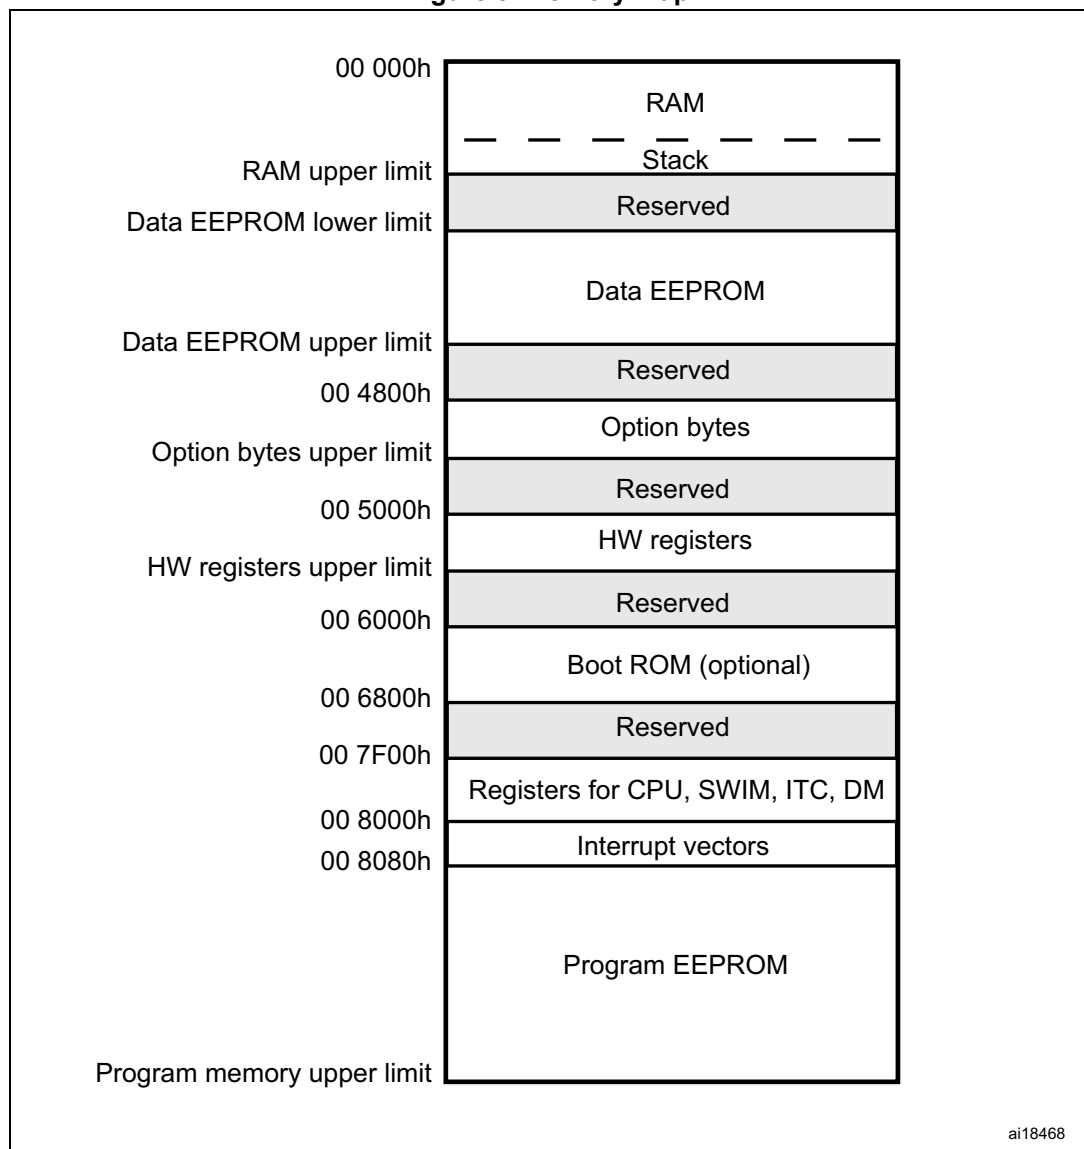 00 000h
RAM
Stack
RAM upper limit
Reserved
Data EEPROM lower limit
Data EEPROM
Data EEPROM upper limit
Reserved
00 4800h
Option bytes
Option bytes upper limit
Reserved
00 5000h
HW registers
HW registers upper limit
Reserved
00 6000h
Boot ROM (optional)
00 6800h
Reserved
00 7F00h
Registers for CPU, SWIM, ITC, DM
00 8000h
Interrupt vectors
00 8080h
Program EEPROM
Program memory upper limit
ai18468